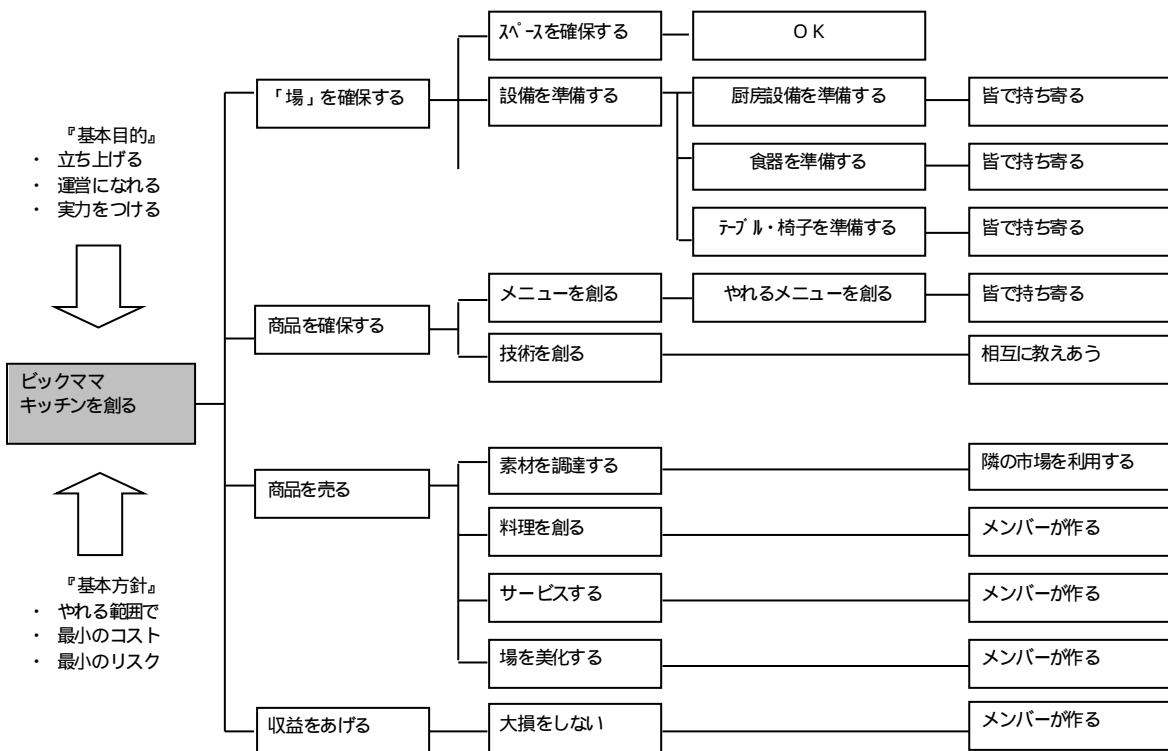 スペースを確保する
OK
「場」を確保する
設備を準備する
厨房設備を準備する
皆で持ち寄る
『基本目的』
・ 立ち上げる
・ 運営になれる
・ 実力をつける
食器を準備する
皆で持ち寄る
テーブル・椅子を準備する
皆で持ち寄る
商品を確保する
メニューを創る
やれるメニューを創る
皆で持ち寄る
技術を創る
相互に教えあう
ビックママ
キッチンを創る
商品を売る
素材を調達する
隣の市場を利用する
料理を創る
メンバーが作る
『基本方針』
・ やれる範囲で
・ 最小のコスト
・ 最小のリスク
サービスする
メンバーが作る
場を美化する
メンバーが作る
収益をあげる
大損をしない
メンバーが作る